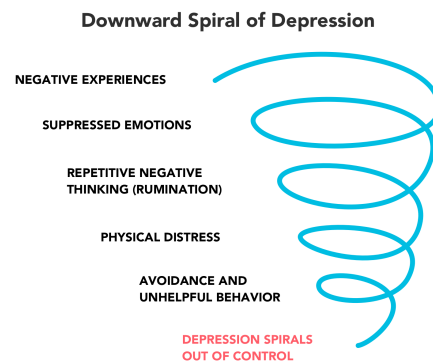 Downward Spiral of Depression
NEGATIVE EXPERIENCES
SUPPRESSED EMOTIONS
REPETITIVE NEGATIVE
THINKING (RUMINATION)
PHYSICAL DISTRESS
AVOIDANCE AND
UNHELPFUL BEHAVIOR
DEPRESSION SPIRALS
OUT OF CONTROL